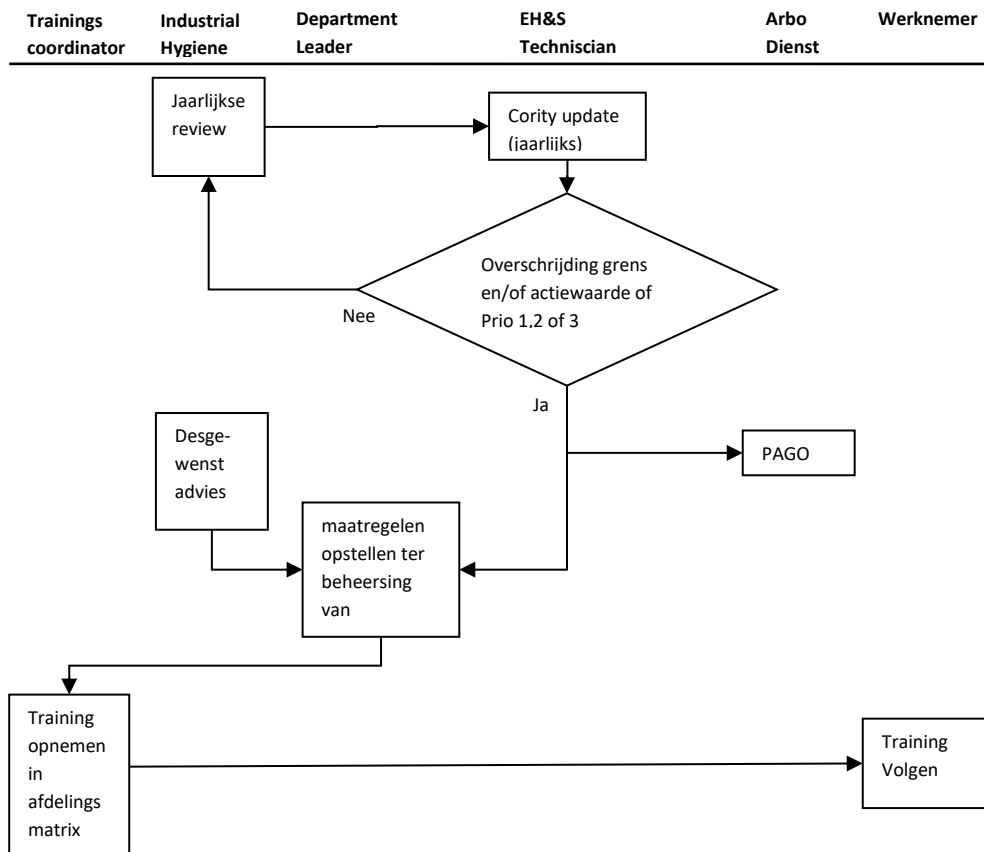 Trainings
coordinator
Industrial
Hygiene
Department
Leader
EH&S
Techniscian
Arbo
Dienst
Werknemer
Jaarlijkse
review
Cority update
(jaarlijks)
Overschrijding grens
en/of actiewaarde of
Prio 1,2 of 3
Nee
Ja
Desge-
wenst
advies
PAGO
maatregelen
opstellen ter
beheersing
van
Training
opnemen
in
afdelings
matrix
Training
Volgen